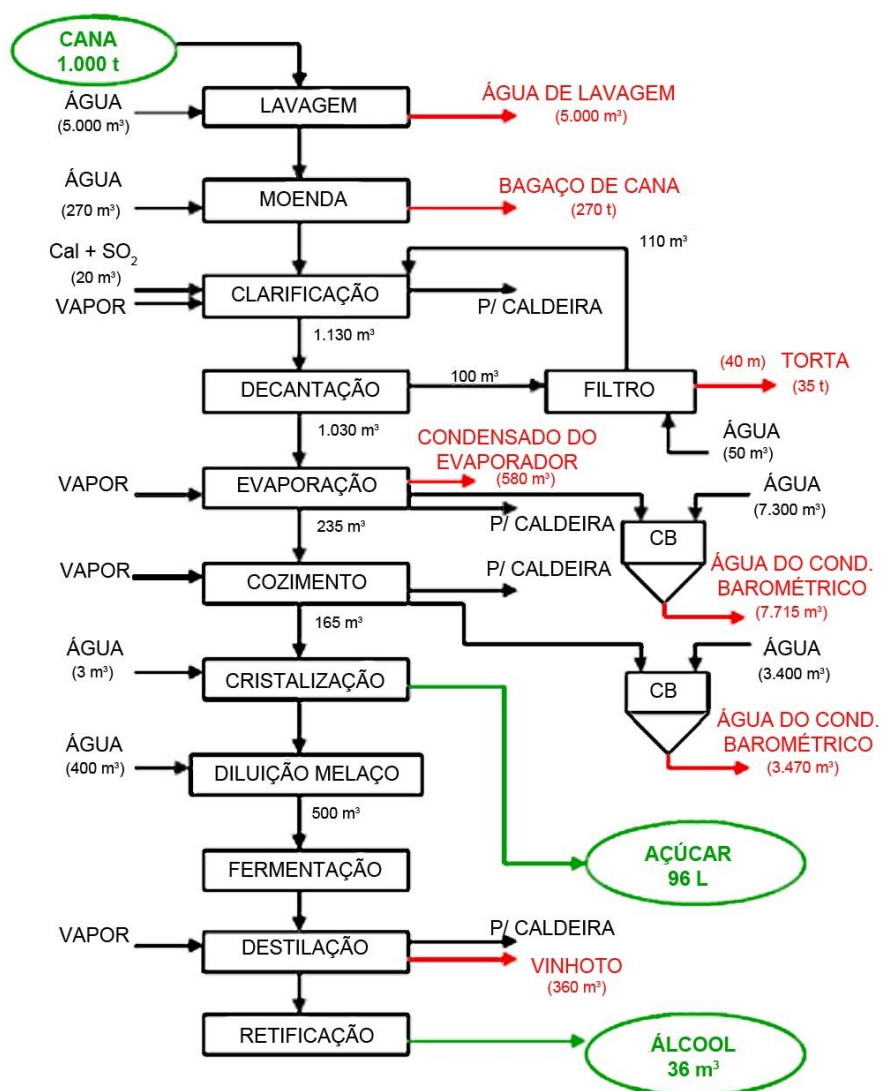 CANA
1.000 t
ÁGUA
(5.000 m³)
LAVAGEM
ÁGUA DE LAVAGEM
(5.000 m³)
ÁGUA
(270 m³)
MOENDA
BAGAÇO DE CANA
(270 t)
110 m³
Cal + SO₂
(20 m³)
VAPOR
CLARIFICAÇÃO
P/ CALDEIRA
1.130 m³
DECANTAÇÃO
100 m³
FILTRO
(40 m) TORTA
(35 t)
1.030 m³
CONDENSADO DO
EVAPORADOR
(580 m³)
ÁGUA
(50 m³)
VAPOR
EVAPORAÇÃO
P/ CALDEIRA
ÁGUA
(7.300 m³)
235 m³
CB
ÁGUA DO COND.
BAROMÉTRICO
(7.715 m³)
VAPOR
COZIMENTO
P/ CALDEIRA
165 m³
ÁGUA
(3 m³)
CRISTALIZAÇÃO
ÁGUA
(3.400 m³)
CB
ÁGUA DO COND.
BAROMÉTRICO
(3.470 m³)
ÁGUA
(400 m³)
DILUIÇÃO MELAÇO
500 m³
FERMENTAÇÃO
AÇÚCAR
96 L
VAPOR
DESTILAÇÃO
P/ CALDEIRA
VINHOTO
(360 m³)
RETIFICAÇÃO
ÁLCOOL
36 m³